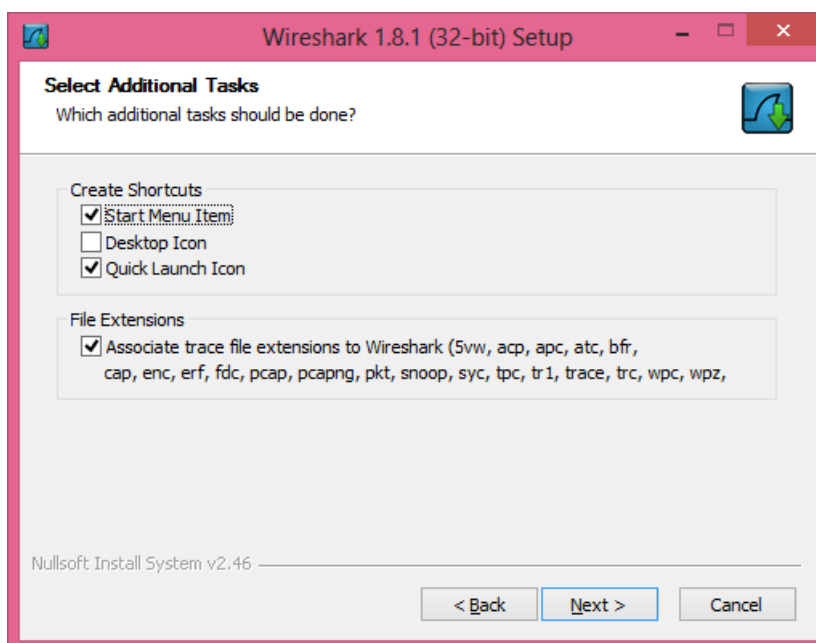 Wireshark 1.8.1 (32-bit) Setup
Select Additional Tasks
Which additional tasks should be done?
Create Shortcuts
Start Menu Item
Desktop Icon
Quick Launch Icon
File Extensions
Associate trace file extensions to Wireshark (5vw, acp, apc, atc, bfr,
cap, enc, erf, fdc, pcap, pcapng, pkt, snoop, syc, tpc, tr1, trace, trc, wpc, wpz,
Nullsoft Install System v2.46
< Back Next > Cancel